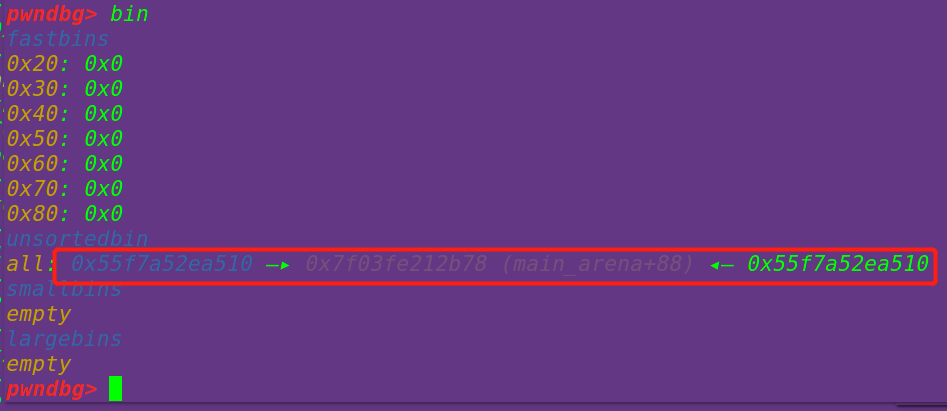 pwndbg> bin
fastbins
0x20: 0x0
0x30: 0x0
0x40: 0x0
0x50: 0x0
0x60: 0x0
0x70: 0x0
0x80: 0x0
unsortedbin
all: 0x55f7a52ea510 —▸ 0x7f03fe212b78 (main_arena+88) ◂— 0x55f7a52ea510
smallbins
empty
largebins
empty
pwndbg>